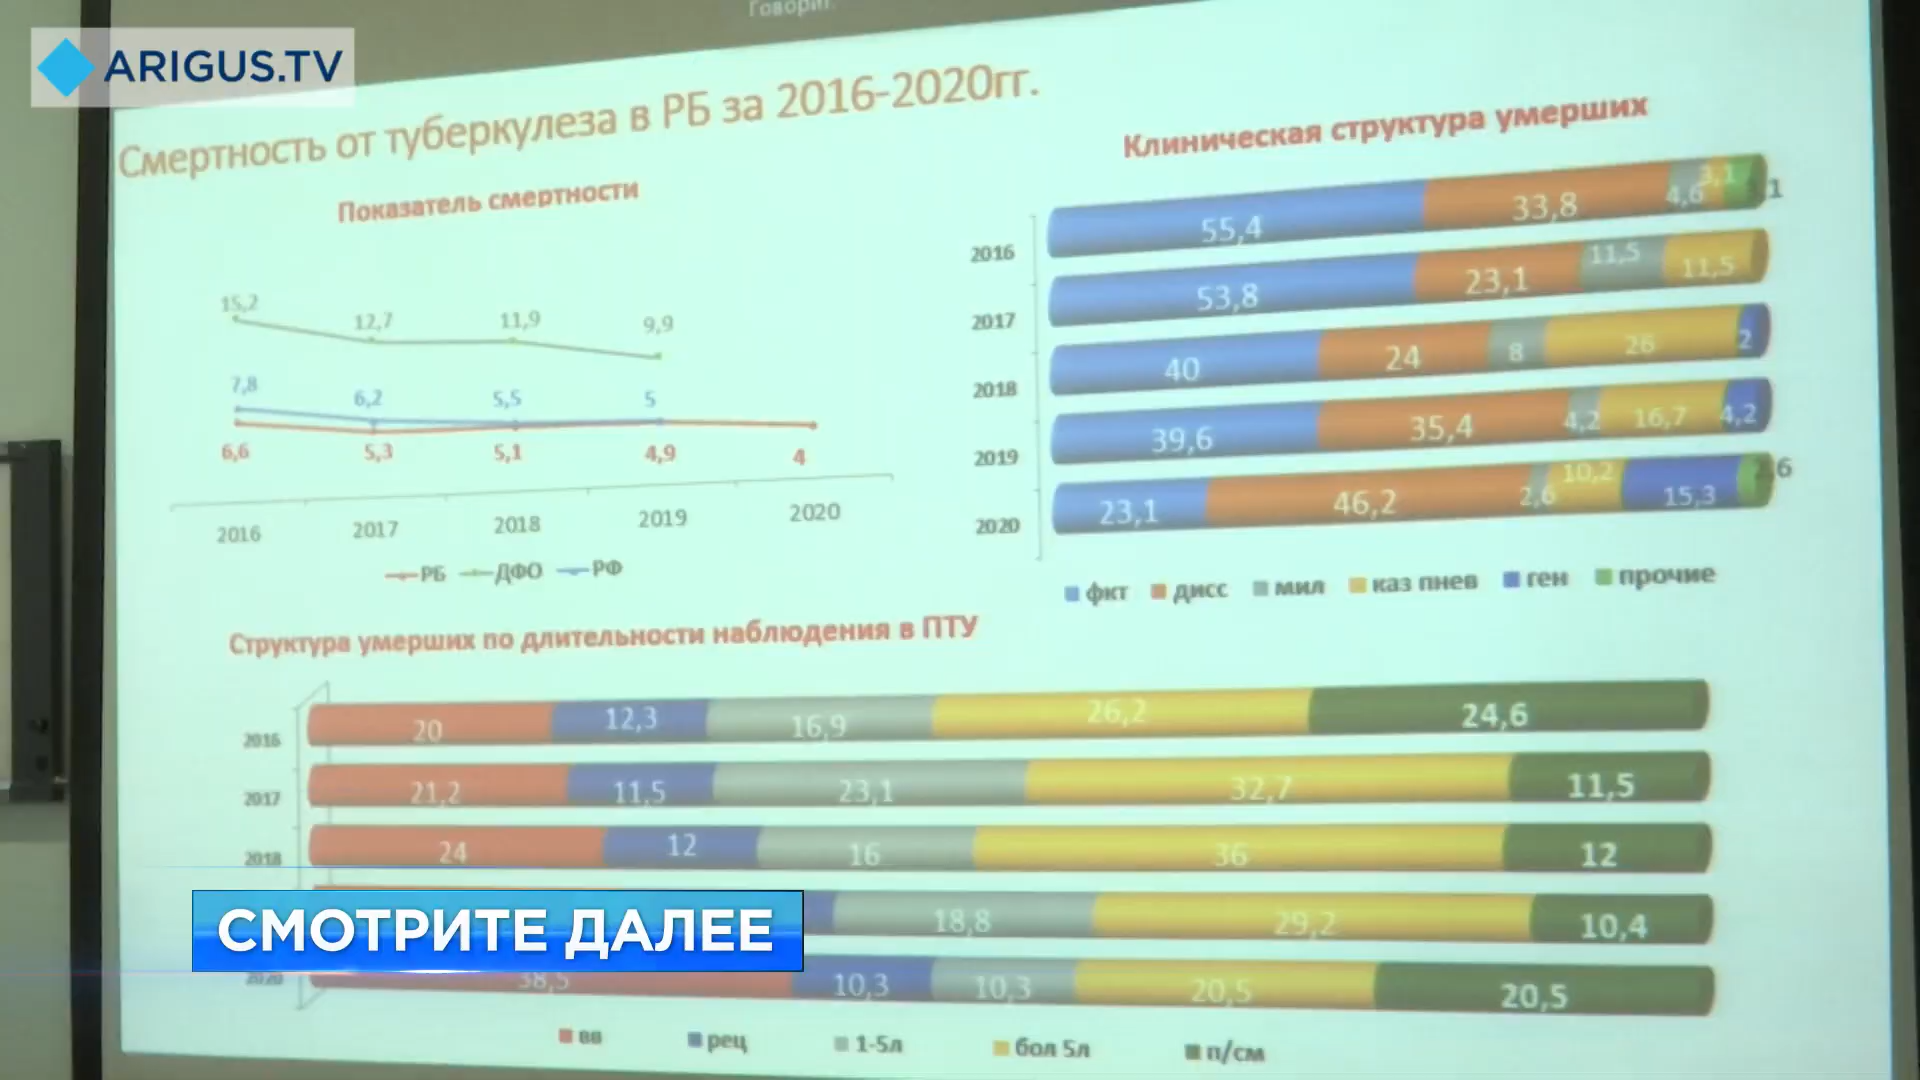 Говорит:
ARIGUS.TV
Смертность от туберкулеза в РБ за 2016-2020гг.
Показатель смертности
15,2 12,7 11,9 9,9
7,8 6,2 5,5 5
6,6 5,3 5,1 4,9 4
2016 2017 2018 2019 2020
РБ ДФО РФ
Клиническая структура умерших
2016 55,4 33,8 4,6 3,1
2017 53,8 23,1 11,5 11,5
2018 40 24 8 26 2
2019 39,6 35,4 4,2 16,7 4,2
2020 23,1 46,2 2,6 10,2 15,3
фкт дисс мил каз пнев ген прочие
Структура умерших по длительности наблюдения в ПТУ
2016 20 12,3 16,9 26,2 24,6
2017 21,2 11,5 23,1 32,7 11,5
2018 24 12 16 36 12
18,8 29,2 10,4
СМОТРИТЕ ДАЛЕЕ
2020 38,5 10,3 10,3 20,5 20,5
вв рец 1-5л бол 5л п/см